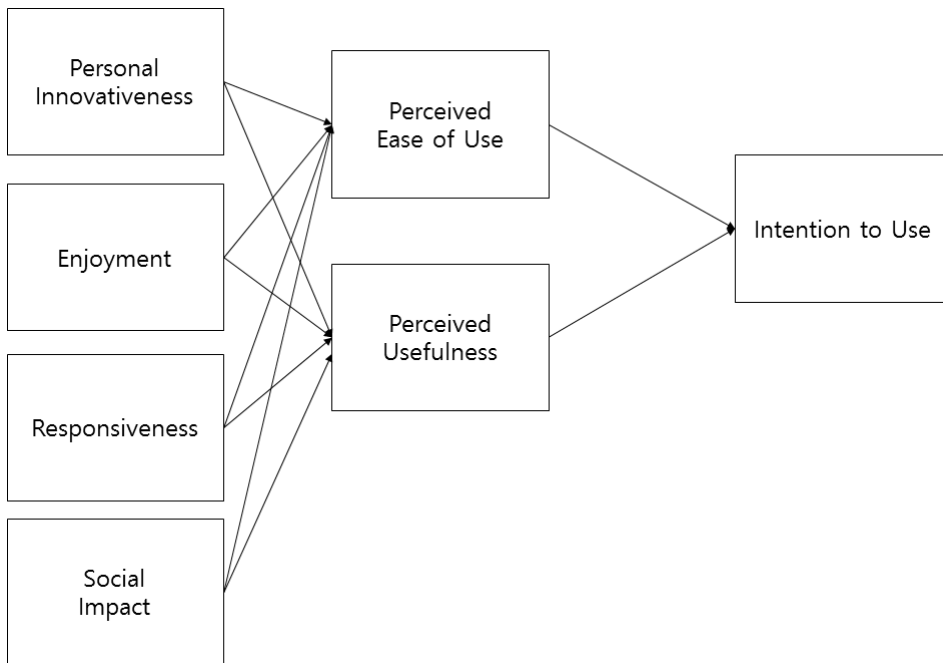 Personal
Innovativeness
Enjoyment
Responsiveness
Social
Impact
Perceived
Ease of Use
Perceived
Usefulness
Intention to Use